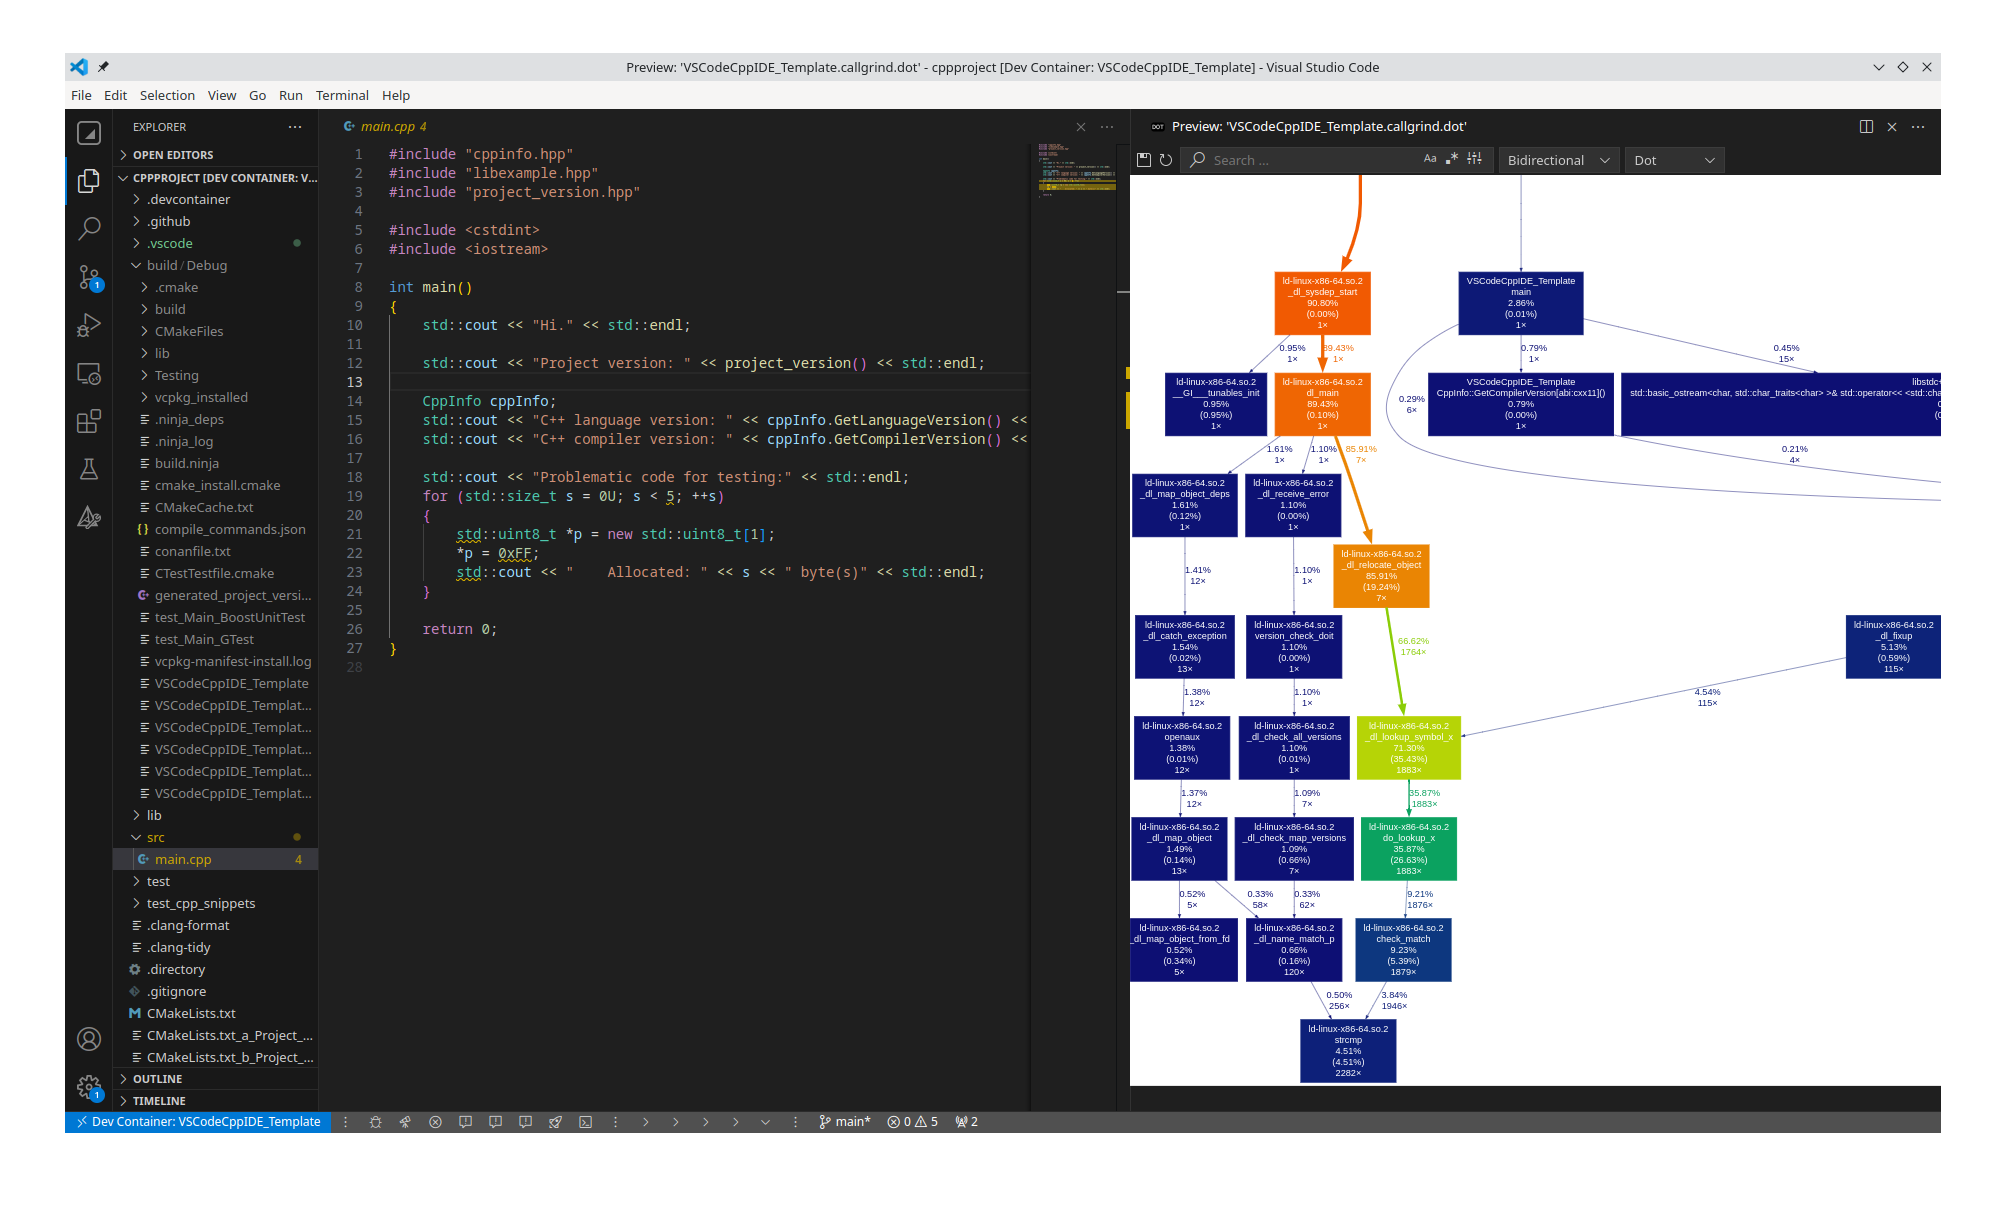 Preview: 'VSCodeCppIDE_Template.callgrind.dot' - cppproject [Dev Container: VSCodeCppIDE_Template] - Visual Studio Code
File Edit Selection View Go Run Terminal Help
EXPLORER
OPEN EDITORS
CPPPROJECT [DEV CONTAINER: V...
.devcontainer
.github
.vscode
build / Debug
.cmake
build
CMakeFiles
lib
Testing
vcpkg_installed
.ninja_deps
.ninja_log
build.ninja
cmake_install.cmake
CMakeCache.txt
compile_commands.json
conanfile.txt
CTestTestfile.cmake
generated_project_versi...
test_Main_BoostUnitTest
test_Main_GTest
vcpkg-manifest-install.log
VSCodeCppIDE_Template
VSCodeCppIDE_Templat...
VSCodeCppIDE_Templat...
VSCodeCppIDE_Templat...
VSCodeCppIDE_Templat...
VSCodeCppIDE_Templat...
lib
src
main.cpp 4
test
test_cpp_snippets
.clang-format
.clang-tidy
.directory
.gitignore
CMakeLists.txt
CMakeLists.txt_a_Project_...
CMakeLists.txt_b_Project_...
OUTLINE
TIMELINE
1
1
main.cpp 4
1 #include "cppinfo.hpp"
2 #include "libexample.hpp"
3 #include "project_version.hpp"
4
5 #include <cstdint>
6 #include <iostream>
7
8 int main()
9 {
10 std::cout << "Hi." << std::endl;
11
12 std::cout << "Project version: " << project_version() << std::endl;
13
14 CppInfo cppInfo;
15 std::cout << "C++ language version: " << cppInfo.GetLanguageVersion() <<
16 std::cout << "C++ compiler version: " << cppInfo.GetCompilerVersion() <<
17
18 std::cout << "Problematic code for testing:" << std::endl;
19 for (std::size_t s = 0U; s < 5; ++s)
20 {
21 std::uint8_t *p = new std::uint8_t[1];
22 *p = 0xFF;
23 std::cout << "    Allocated: " << s << " byte(s)" << std::endl;
24 }
25
26 return 0;
27 }
28
DOT Preview: 'VSCodeCppIDE_Template.callgrind.dot'
Search ... Aa .* Bidirectional Dot
ld-linux-x86-64.so.2
_dl_sysdep_start
90.80%
(0.00%)
1×
VSCodeCppIDE_Template
main
2.86%
(0.01%)
1×
0.95%
1×
89.43%
1×
0.79%
1×
0.45%
15×
ld-linux-x86-64.so.2
__GI___tunables_init
0.95%
(0.95%)
1×
ld-linux-x86-64.so.2
dl_main
89.43%
(0.10%)
1×
0.29%
6×
VSCodeCppIDE_Template
CppInfo::GetCompilerVersion[abi:cxx11]()
0.79%
(0.00%)
1×
libstdc+
std::basic_ostream<char, std::char_traits<char> >& std::operator<< <std::cha
0
(0
1.61%
1×
1.10%
1×
85.91%
7×
0.21%
4×
ld-linux-x86-64.so.2
_dl_map_object_deps
1.61%
(0.12%)
1×
ld-linux-x86-64.so.2
_dl_receive_error
1.10%
(0.00%)
1×
ld-linux-x86-64.so.2
_dl_relocate_object
85.91%
(19.24%)
7×
1.41%
12×
1.10%
1×
66.62%
1764×
ld-linux-x86-64.so.2
_dl_catch_exception
1.54%
(0.02%)
13×
ld-linux-x86-64.so.2
version_check_doit
1.10%
(0.00%)
1×
ld-linux-x86-64.so.2
_dl_fixup
5.13%
(0.59%)
115×
1.38%
12×
1.10%
1×
4.54%
115×
ld-linux-x86-64.so.2
openaux
1.38%
(0.01%)
12×
ld-linux-x86-64.so.2
_dl_check_all_versions
1.10%
(0.01%)
1×
ld-linux-x86-64.so.2
_dl_lookup_symbol_x
71.30%
(35.43%)
1883×
1.37%
12×
1.09%
7×
35.87%
1883×
ld-linux-x86-64.so.2
_dl_map_object
1.49%
(0.14%)
13×
ld-linux-x86-64.so.2
_dl_check_map_versions
1.09%
(0.66%)
7×
ld-linux-x86-64.so.2
do_lookup_x
35.87%
(26.63%)
1883×
0.52%
5×
0.33%
58×
0.33%
62×
9.21%
1876×
ld-linux-x86-64.so.2
_dl_map_object_from_fd
0.52%
(0.34%)
5×
ld-linux-x86-64.so.2
_dl_name_match_p
0.66%
(0.16%)
120×
ld-linux-x86-64.so.2
check_match
9.23%
(5.39%)
1879×
0.50%
256×
3.84%
1946×
ld-linux-x86-64.so.2
strcmp
4.51%
(4.51%)
2282×
Dev Container: VSCodeCppIDE_Template main* 0 5 2